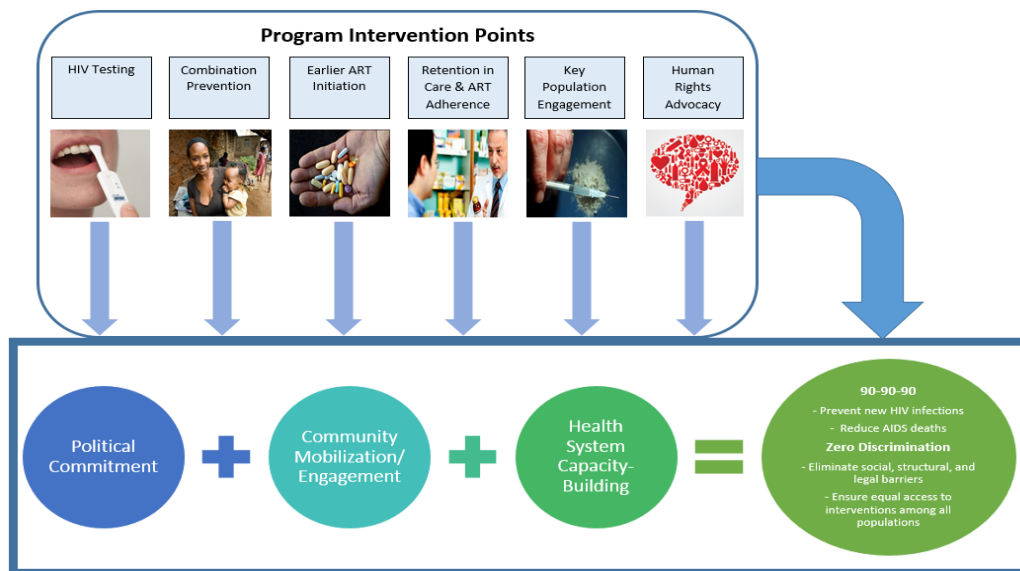 Program Intervention Points
HIV Testing
Combination
Prevention
Earlier ART
Initiation
Retention in
Care & ART
Adherence
Key
Population
Engagement
Human
Rights
Advocacy
Political
Commitment
Community
Mobilization/
Engagement
Health
System
Capacity-
Building
90-90-90
- Prevent new HIV infections
- Reduce AIDS deaths
Zero Discrimination
- Eliminate social, structural, and
legal barriers
- Ensure equal access to
interventions among all
populations